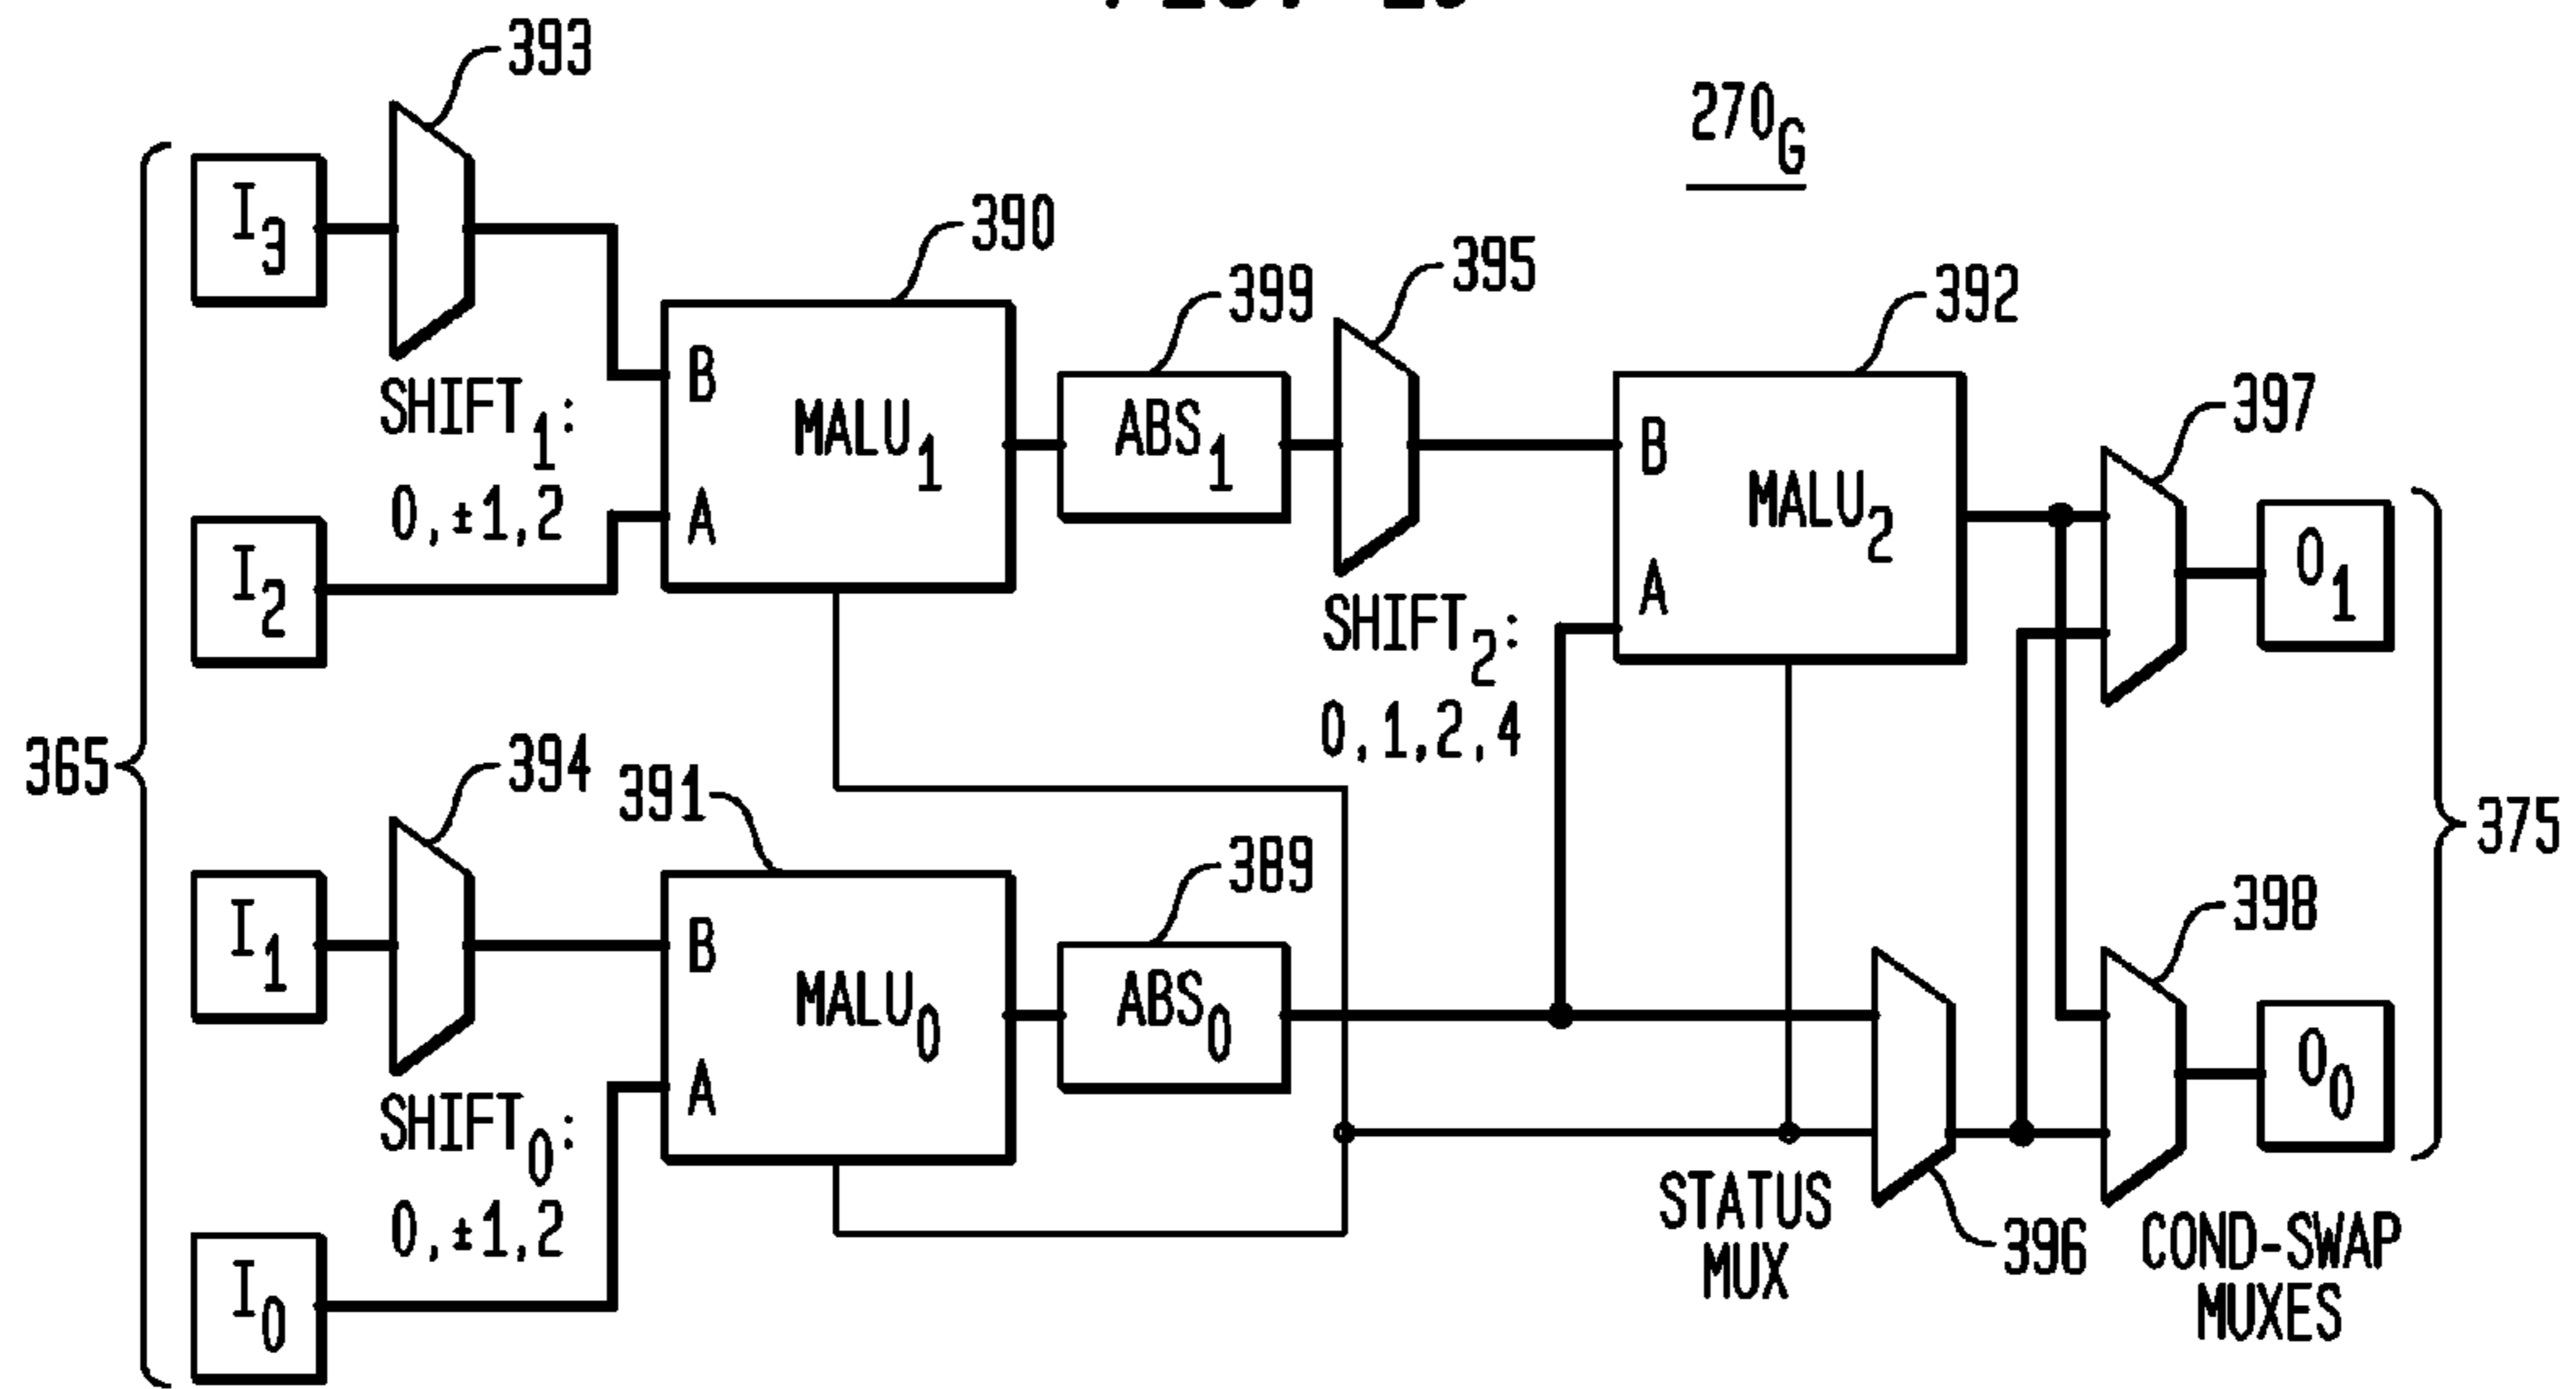 393
270G
I3
390
399
395
392
397
SHIFT1:
0,±1,2
B
A
MALU1
ABS1
B
A
MALU2
O1
I2
SHIFT2:
0,1,2,4
365
394
391
389
375
398
I1
B
A
MALU0
ABS0
O0
SHIFT0:
0,±1,2
I0
STATUS
MUX
396
COND-SWAP
MUXES